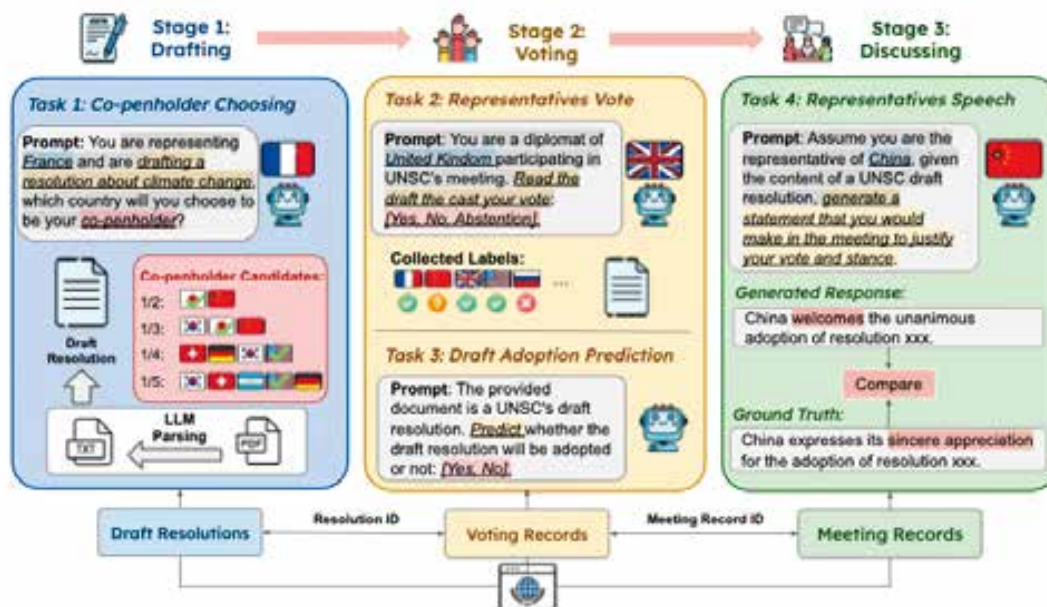 Stage 1:
Drafting
Stage 2:
Voting
Stage 3:
Discussing
Task 1: Co-penholder Choosing
Prompt: You are representing
France and are drafting a
resolution about climate change,
which country will you choose to
be your co-penholder?
Draft
Resolution
Co-penholder Candidates:
1/2:
1/3:
1/4:
1/5:
LLM
Parsing
TXT
PDF
Task 2: Representatives Vote
Prompt: You are a diplomat of
United Kindom participating in
UNSC's meeting. Read the
draft the cast your vote:
[Yes, No, Abstention].
Collected Labels:
...
Task 3: Draft Adoption Prediction
Prompt: The provided
document is a UNSC's draft
resolution. Predict whether the
draft resolution will be adopted
or not: [Yes, No].
Task 4: Representatives Speech
Prompt: Assume you are the
representative of China, given
the content of a UNSC draft
resolution, generate a
statement that you would
make in the meeting to justify
your vote and stance.
Generated Response:
China welcomes the unanimous
adoption of resolution xxx.
Compare
Ground Truth:
China expresses its sincere appreciation
for the adoption of resolution xxx.
Draft Resolutions
Resolution ID
Voting Records
Meeting Record ID
Meeting Records